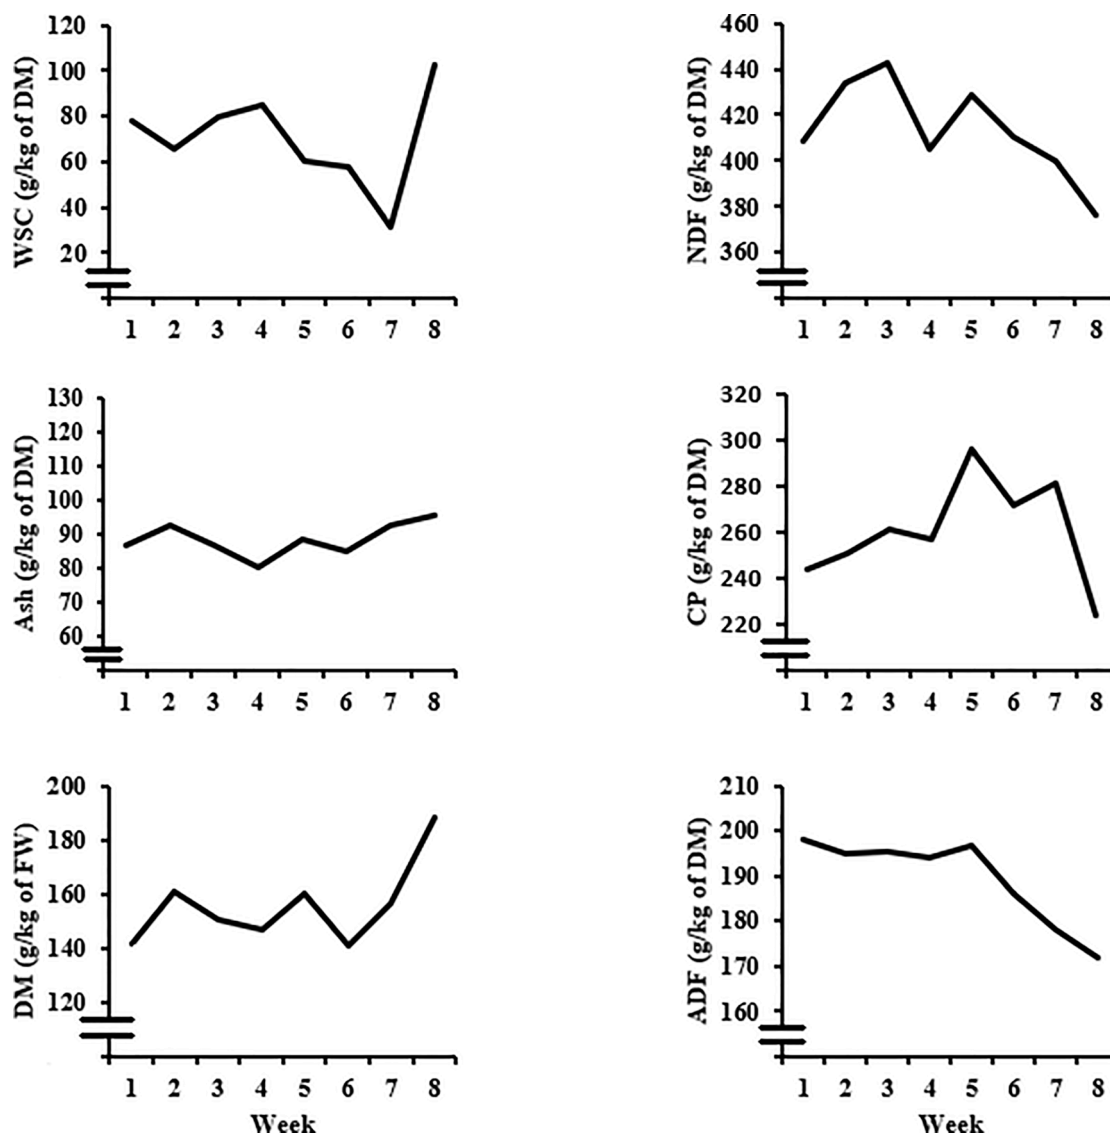 WSC (g/kg of DM)
120
100
80
60
40
20
1 2 3 4 5 6 7 8
NDF (g/kg of DM)
460
440
420
400
380
360
1 2 3 4 5 6 7 8
Ash (g/kg of DM)
130
120
110
100
90
80
70
60
1 2 3 4 5 6 7 8
CP (g/kg of DM)
320
300
280
260
240
220
1 2 3 4 5 6 7 8
DM (g/kg of FW)
200
180
160
140
120
1 2 3 4 5 6 7 8
Week
ADF (g/kg of DM)
210
200
190
180
170
160
1 2 3 4 5 6 7 8
Week